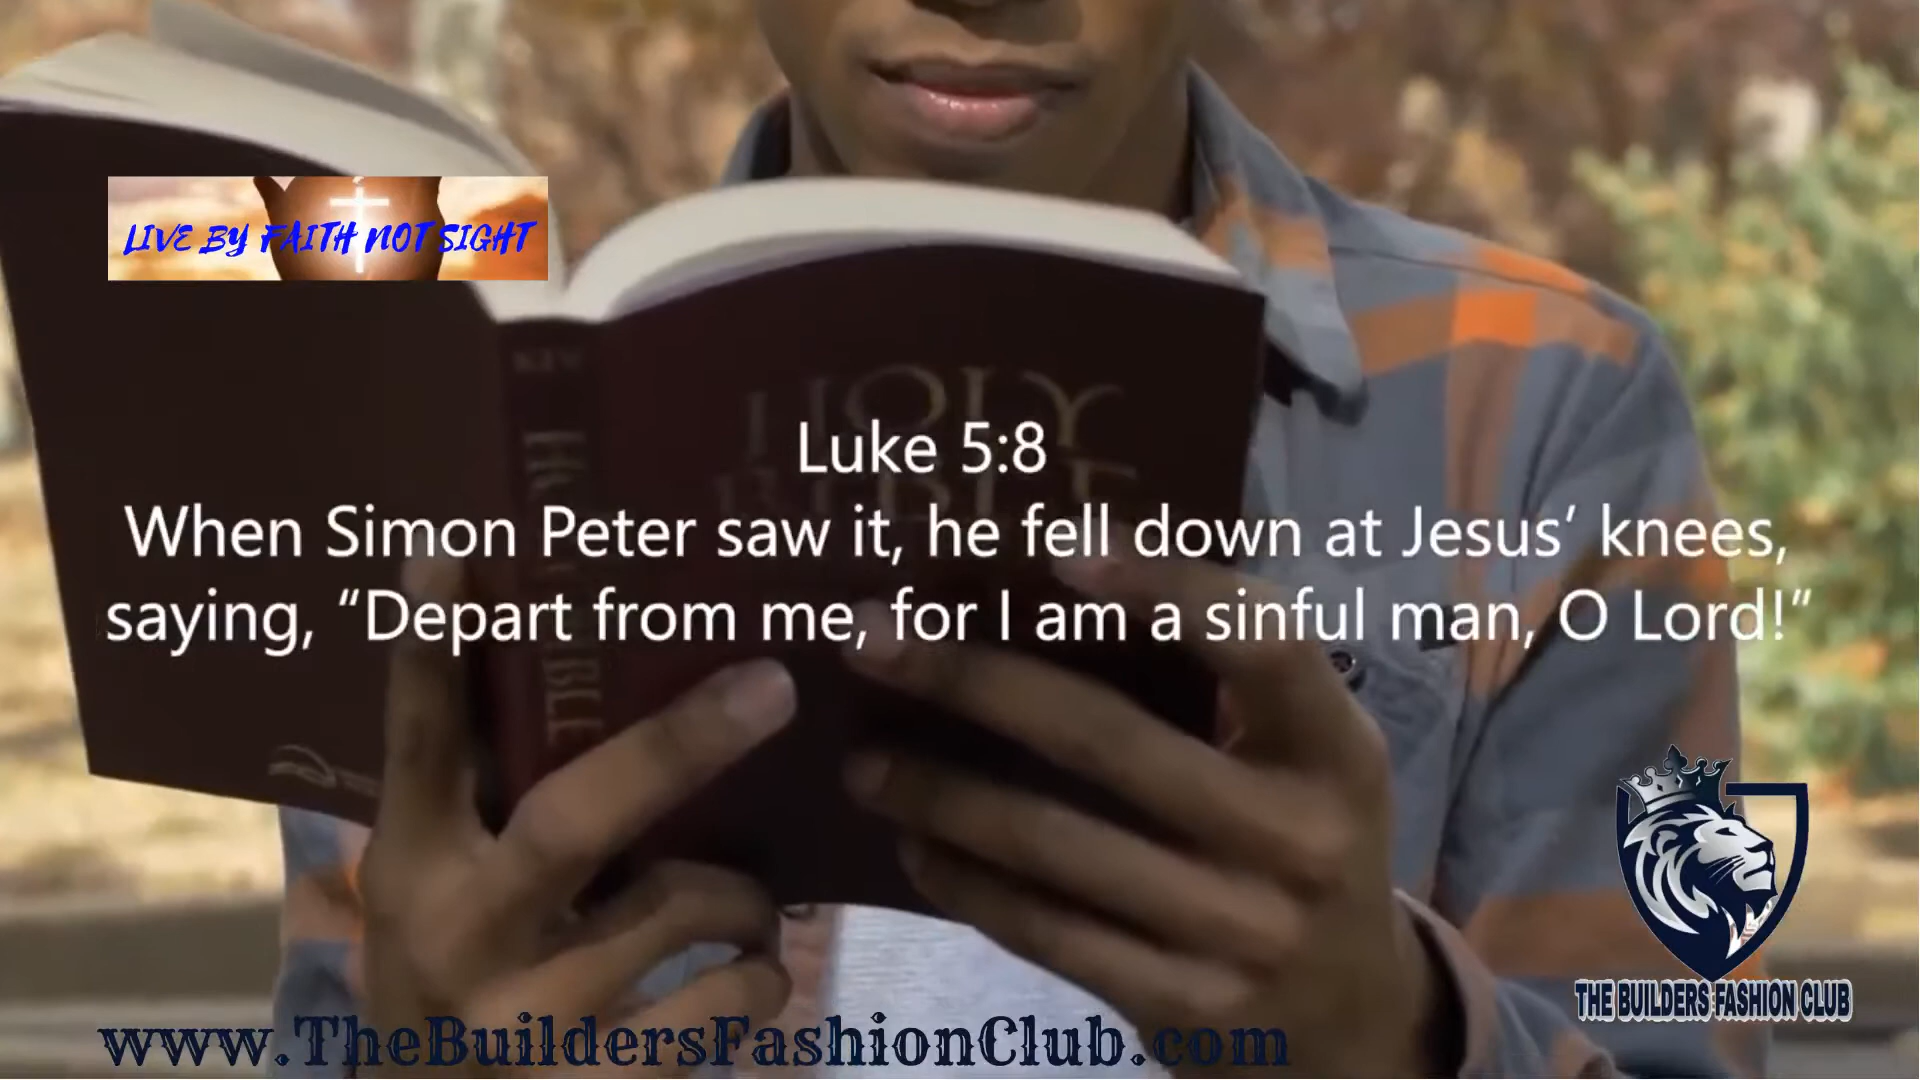 LIVE BY FAITH NOT SIGHT
HOLY
BIBLE
Luke 5:8
When Simon Peter saw it, he fell down at Jesus’ knees,
saying, “Depart from me, for I am a sinful man, O Lord!”
THE BUILDERS FASHION CLUB
www.TheBuildersFashionClub.com